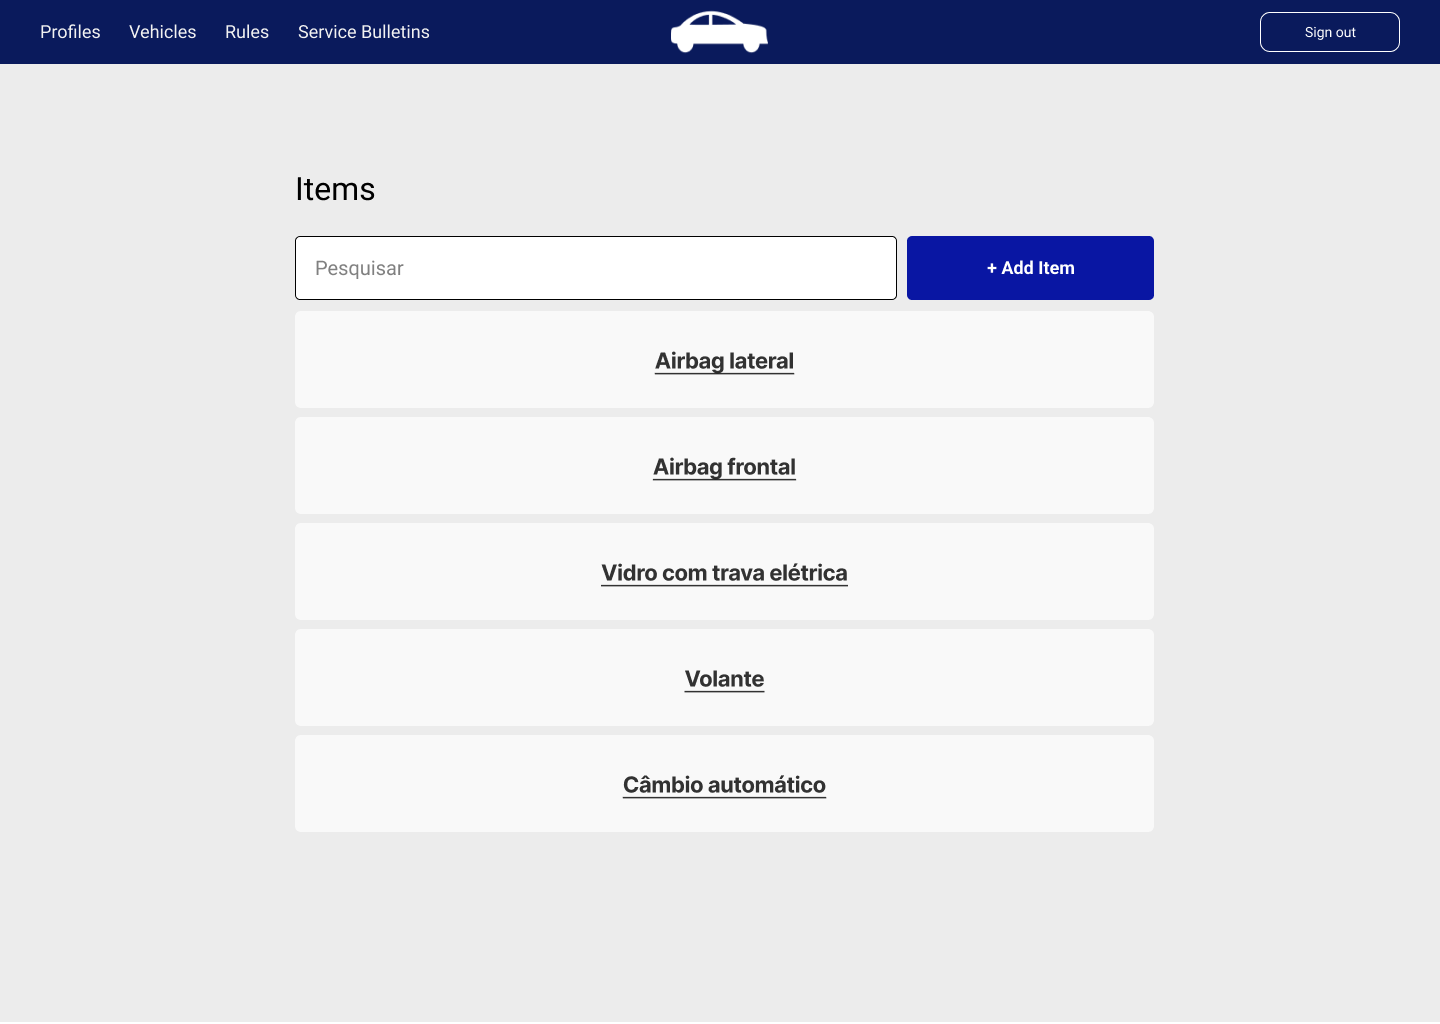 Profiles Vehicles Rules Service Bulletins Sign out
Items
Pesquisar + Add Item
Airbag lateral
Airbag frontal
Vidro com trava elétrica
Volante
Câmbio automático